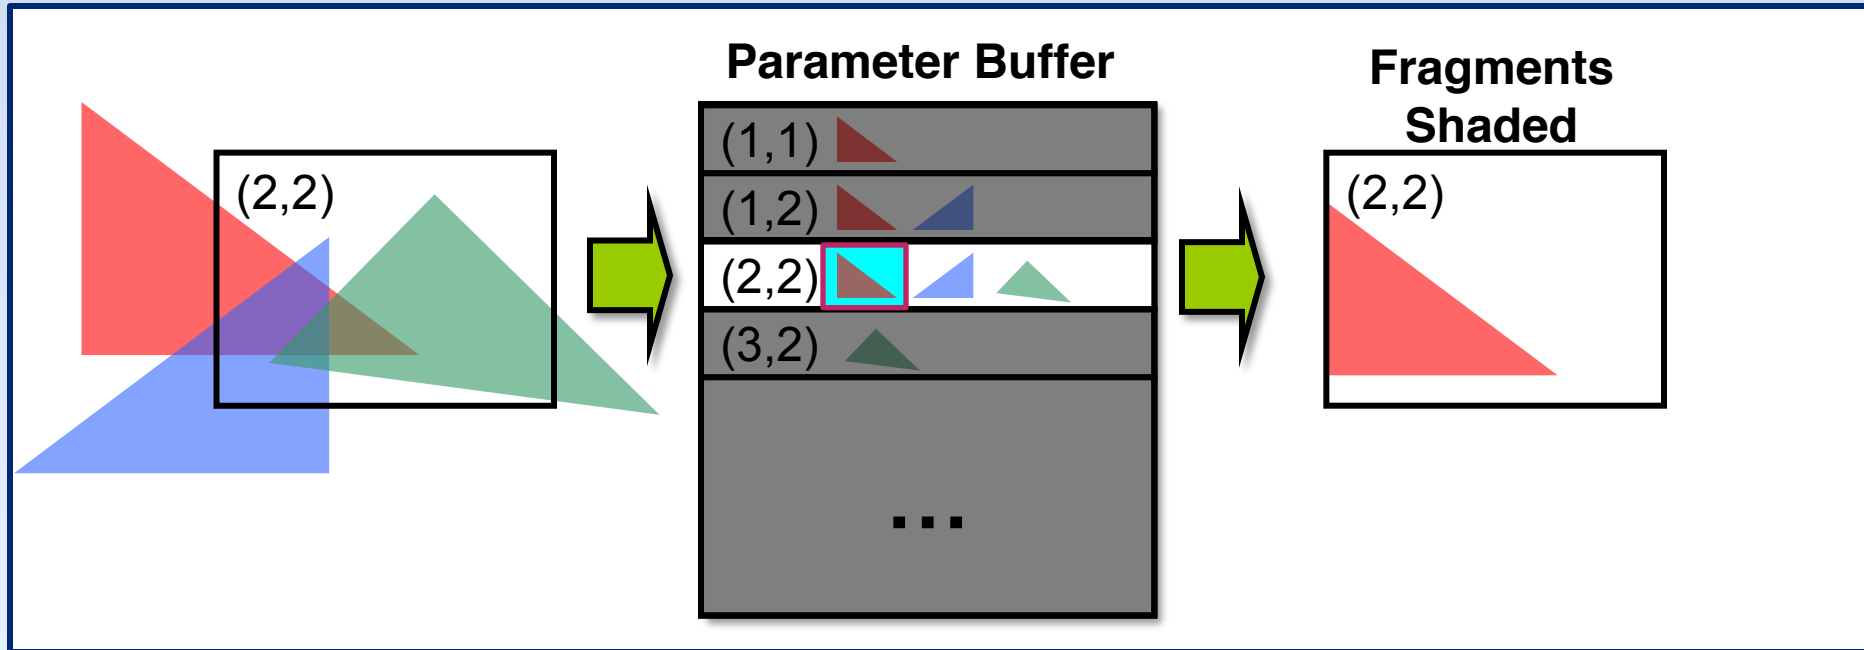 (2,2)
Parameter Buffer
(1,1)
(1,2)
(2,2)
(3,2)
...
Fragments
Shaded
(2,2)